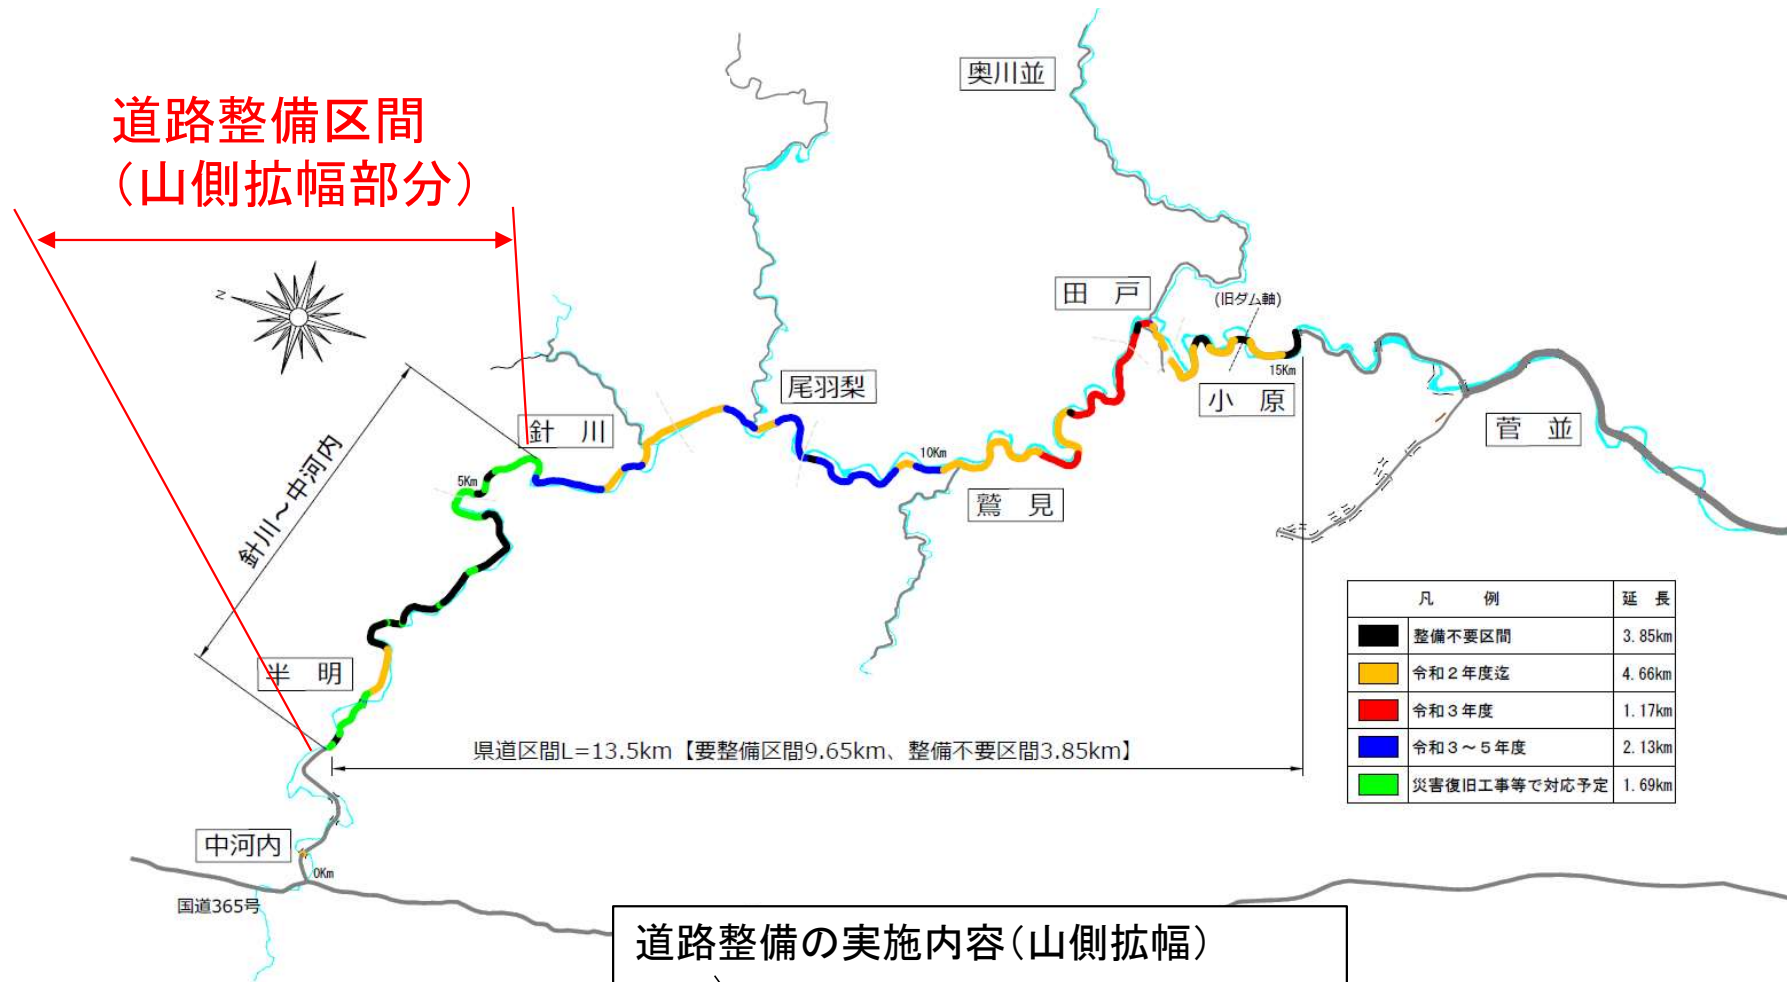 道路整備区間
（山側拡幅部分）
奥川並
N
田　戸
(旧ダム軸)
尾羽梨
15Km
小　原
針　川
菅　並
10Km
5Km
鷲　見
針川～中河内
凡　例　延　長
整備不要区間　3.85km
半　明
令和２年度迄　4.66km
令和３年度　1.17km
県道区間L=13.5km【要整備区間9.65km、整備不要区間3.85km】
令和３～５年度　2.13km
災害復旧工事等で対応予定　1.69km
中河内
0Km
国道365号
道路整備の実施内容（山側拡幅）